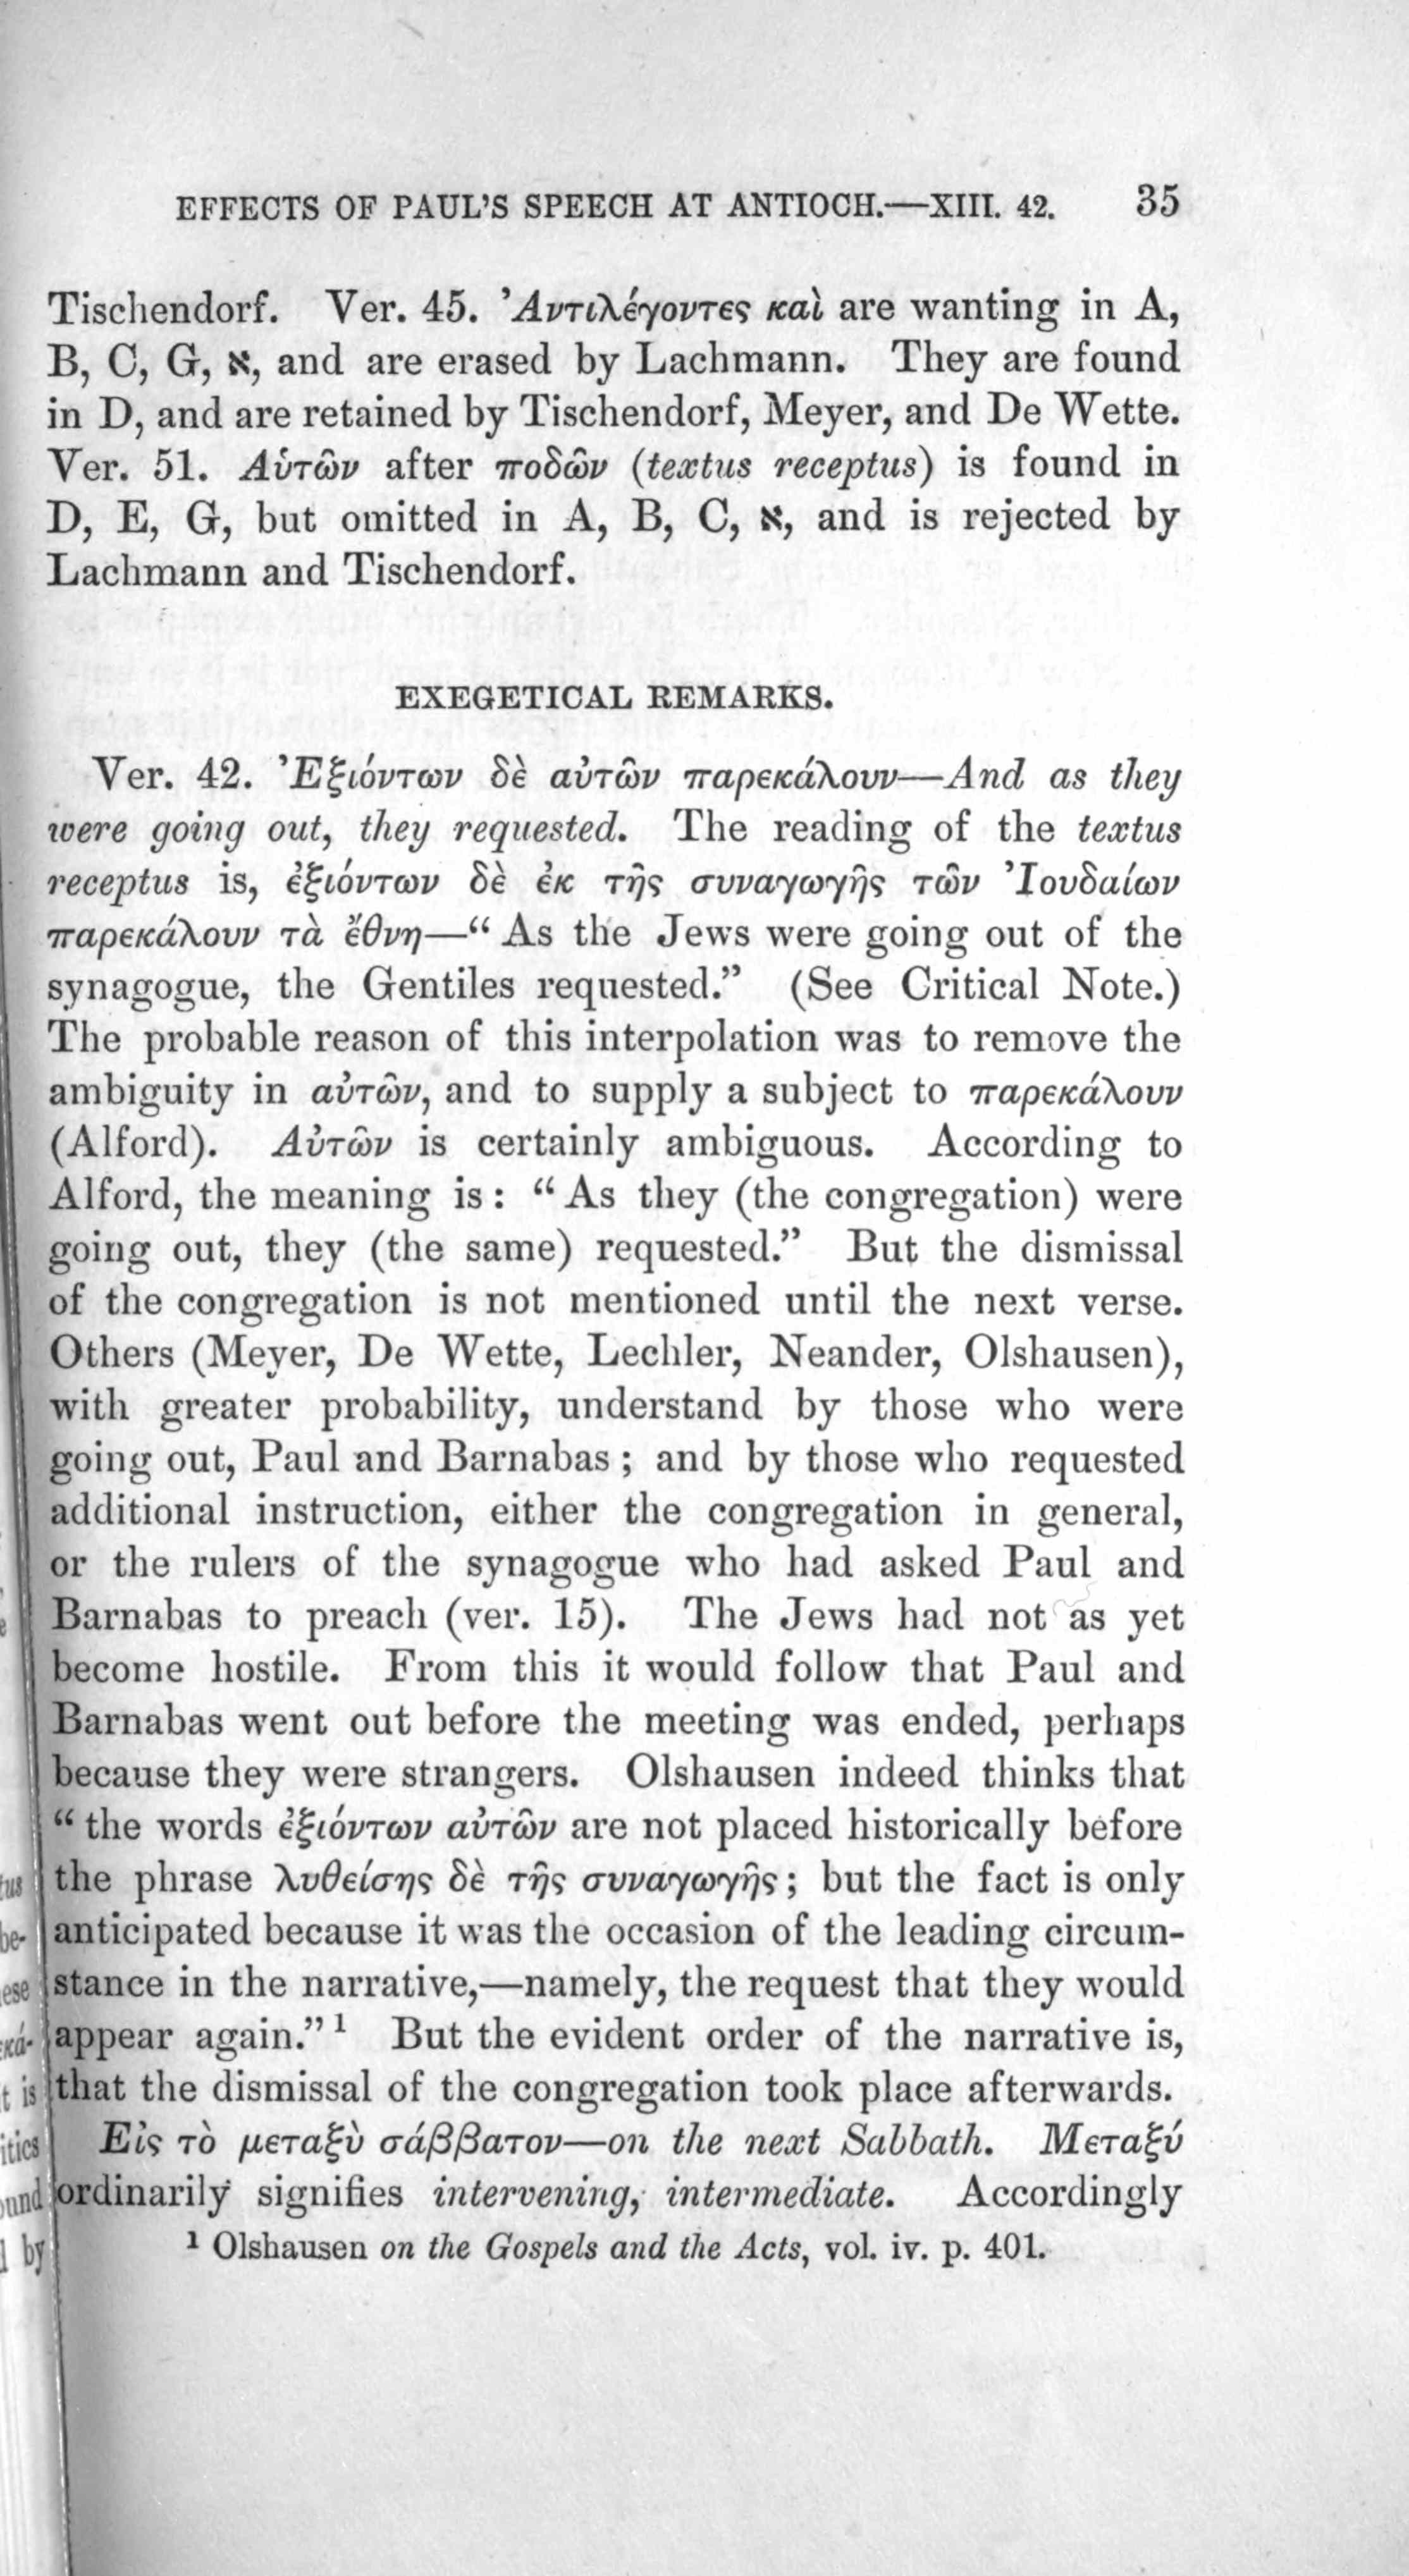 EFFECTS OF PAUL'S SPEECH AT ANTIOCH.—XIII. 42. 35
Tischendorf. Ver. 45. Ἀντιλέγοντες καὶ are wanting in A,
B, C, G, א, and are erased by Lachmann. They are found
in D, and are retained by Tischendorf, Meyer, and De Wette.
Ver. 51. Αὑτῶν after ποδῶν (textus receptus) is found in
D, E, G, but omitted in A, B, C, א, and is rejected by
Lachmann and Tischendorf.
EXEGETICAL REMARKS.
Ver. 42. Ἐξιόντων δὲ αὐτῶν παρεκάλουν—And as they
were going out, they requested. The reading of the textus
receptus is, ἐξιόντων δὲ ἐκ τῆς συναγωγῆς τῶν Ἰουδαίων
παρεκάλουν τὰ ἔθνη—“As the Jews were going out of the
synagogue, the Gentiles requested.” (See Critical Note.)
The probable reason of this interpolation was to remove the
ambiguity in αὐτῶν, and to supply a subject to παρεκάλουν
(Alford). Αὐτῶν is certainly ambiguous. According to
Alford, the meaning is: “As they (the congregation) were
going out, they (the same) requested.” But the dismissal
of the congregation is not mentioned until the next verse.
Others (Meyer, De Wette, Lechler, Neander, Olshausen),
with greater probability, understand by those who were
going out, Paul and Barnabas; and by those who requested
additional instruction, either the congregation in general,
or the rulers of the synagogue who had asked Paul and
Barnabas to preach (ver. 15). The Jews had not as yet
become hostile. From this it would follow that Paul and
Barnabas went out before the meeting was ended, perhaps
because they were strangers. Olshausen indeed thinks that
“the words ἐξιόντων αὐτῶν are not placed historically before
the phrase λυθείσης δὲ τῆς συναγωγῆς; but the fact is only
anticipated because it was the occasion of the leading circum-
stance in the narrative,—namely, the request that they would
appear again.”¹ But the evident order of the narrative is,
that the dismissal of the congregation took place afterwards.
Εἰς τὸ μεταξὺ σάββατον—on the next Sabbath. Μεταξύ
ordinarily signifies intervening, intermediate. Accordingly
¹ Olshausen on the Gospels and the Acts, vol. iv. p. 401.